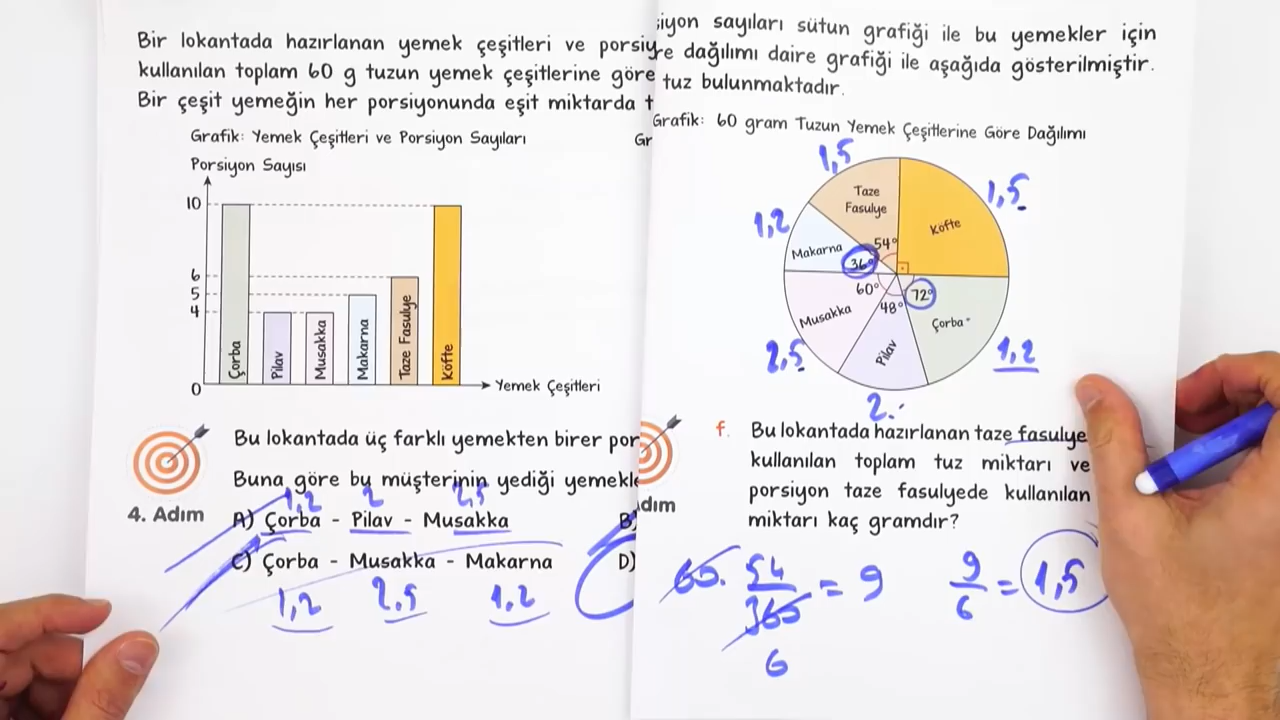 Bir lokantada hazırlanan yemek çeşitleri ve porsiy
kullanılan toplam 60 g tuzun yemek çeşitlerine göre
Bir çeşit yemeğin her porsiyonunda eşit miktarda t
Grafik: Yemek Çeşitleri ve Porsiyon Sayıları
Gr
Porsiyon Sayısı
10
6
5
4
0
Çorba
Pilav
Musakka
Makarna
Taze Fasulye
Köfte
Yemek Çeşitleri
Bu lokantada üç farklı yemekten birer por
Buna göre bu müşterinin yediği yemekle
4. Adım
1,2 2 2,5
A) Çorba - Pilav - Musakka
B)
C) Çorba - Musakka - Makarna
D)
1,2 2,5 1,2
siyon sayıları sütun grafiği ile bu yemekler için
re dağılımı daire grafiği ile aşağıda gösterilmiştir.
tuz bulunmaktadır.
Grafik: 60 gram Tuzun Yemek Çeşitlerine Göre Dağılımı
1,5
Taze
Fasulye
54°
Köfte
1,5
1,2
Makarna
36°
60°
Musakka
2,5
48°
Pilav
2
72°
Çorba
1,2
dım
f. Bu lokantada hazırlanan taze fasulye
kullanılan toplam tuz miktarı ve
porsiyon taze fasulyede kullanılan
miktarı kaç gramdır?
60. 54/360 = 9
6
9/6 = 1,5